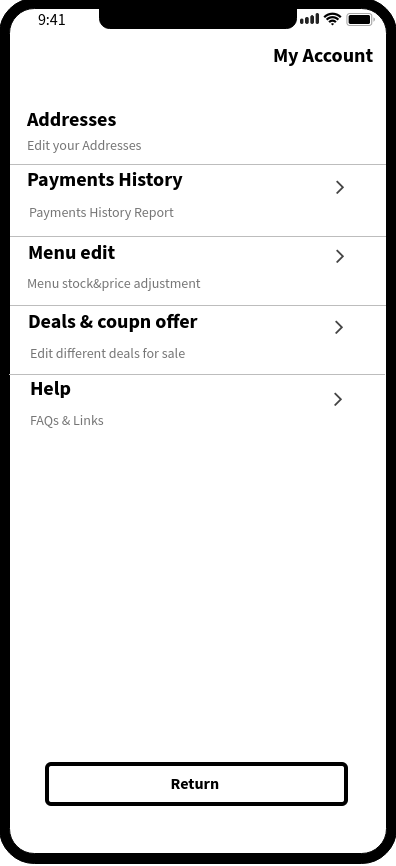 9:41
My Account
Addresses
Edit your Addresses
Payments History
Payments History Report
Menu edit
Menu stock&price adjustment
Deals & coupn offer
Edit different deals for sale
Help
FAQs & Links
Return